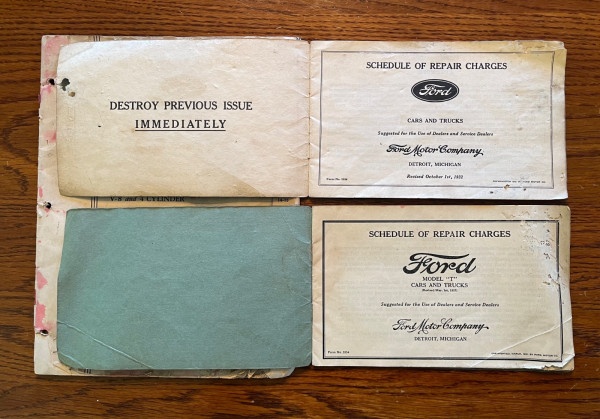 DESTROY PREVIOUS ISSUE
IMMEDIATELY
SCHEDULE OF REPAIR CHARGES
Ford
CARS AND TRUCKS
Suggested for the Use of Dealers and Service Dealers
Ford Motor Company
DETROIT, MICHIGAN
V-8 and 4 CYLINDER
SCHEDULE OF REPAIR CHARGES
Ford
MODEL "T"
CARS AND TRUCKS
Suggested for the Use of Dealers and Service Dealers
Ford Motor Company
DETROIT, MICHIGAN